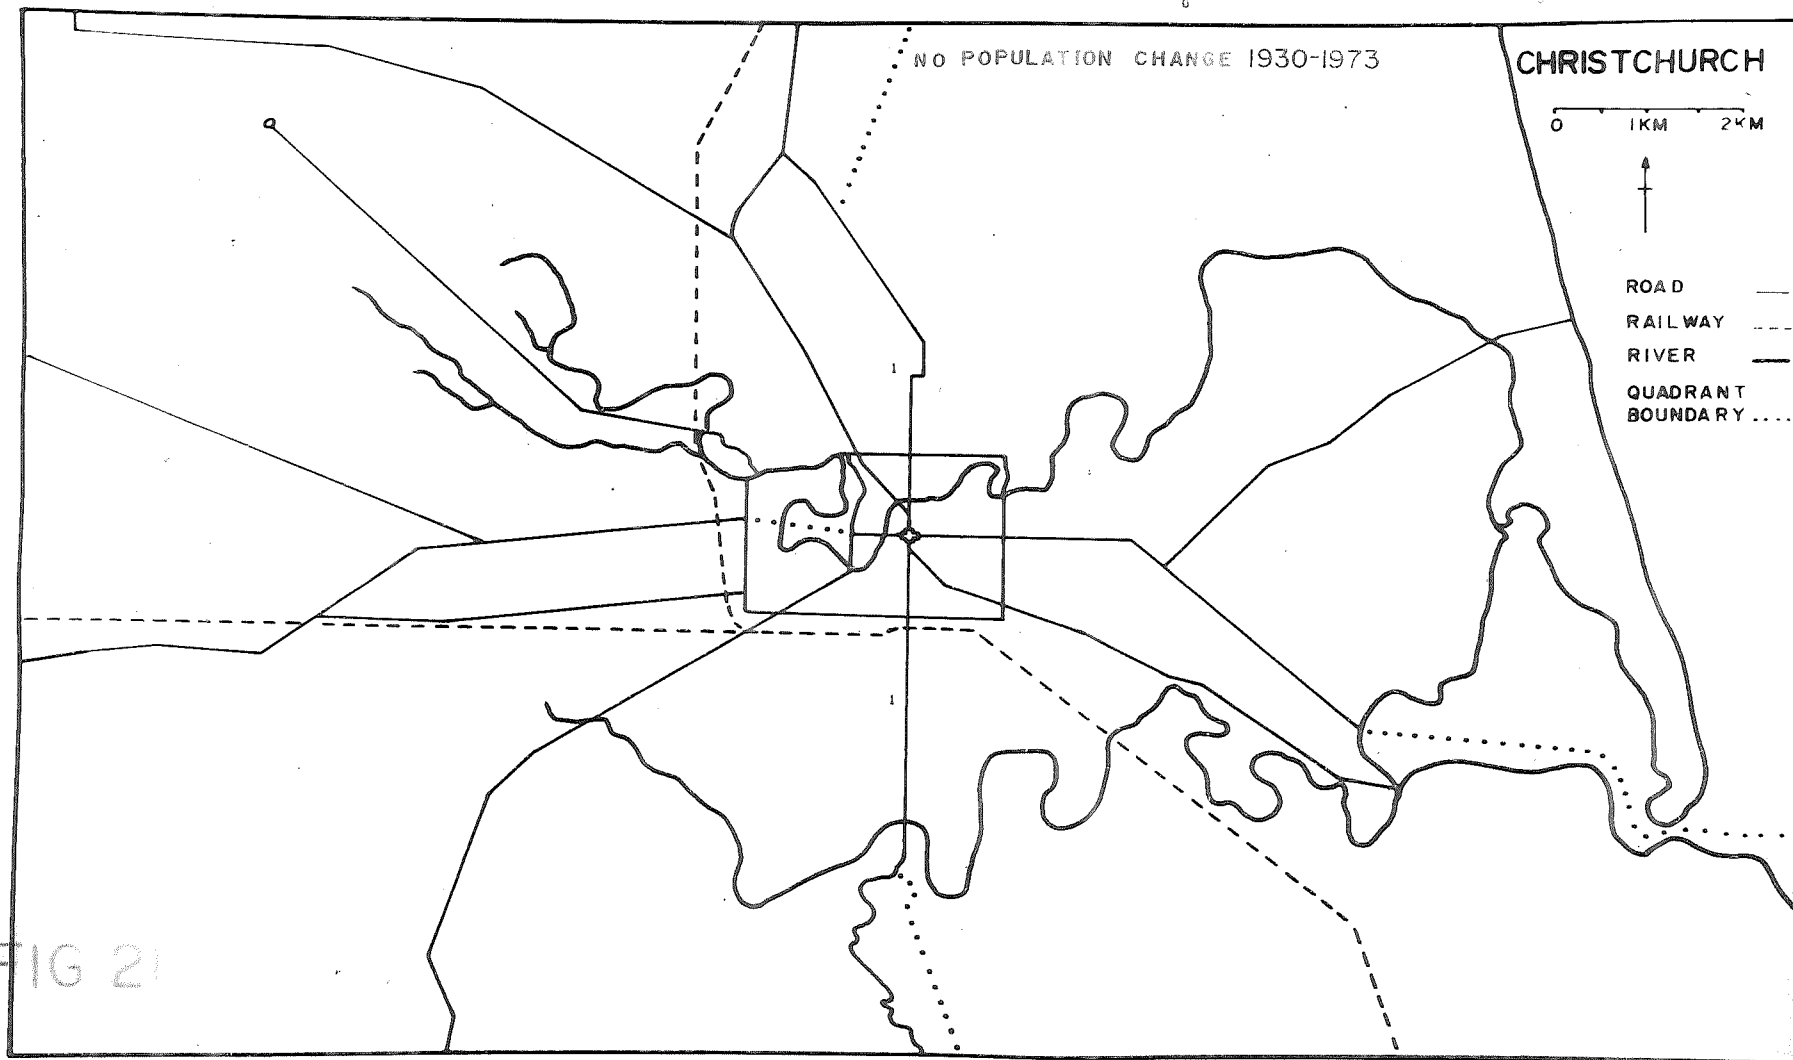 NO POPULATION CHANGE 1930-1973
CHRISTCHURCH
0 1KM 2KM
ROAD
RAILWAY
RIVER
QUADRANT
BOUNDARY ....
1
1
FIG 2